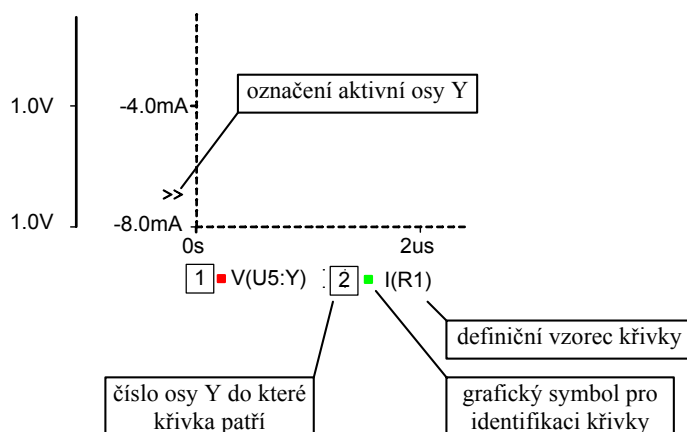 označení aktivní osy Y
1.0V -4.0mA
>>
1.0V -8.0mA
0s 2us
1 V(U5:Y) 2 I(R1)
definiční vzorec křivky
číslo osy Y do které
křivka patří
grafický symbol pro
identifikaci křivky